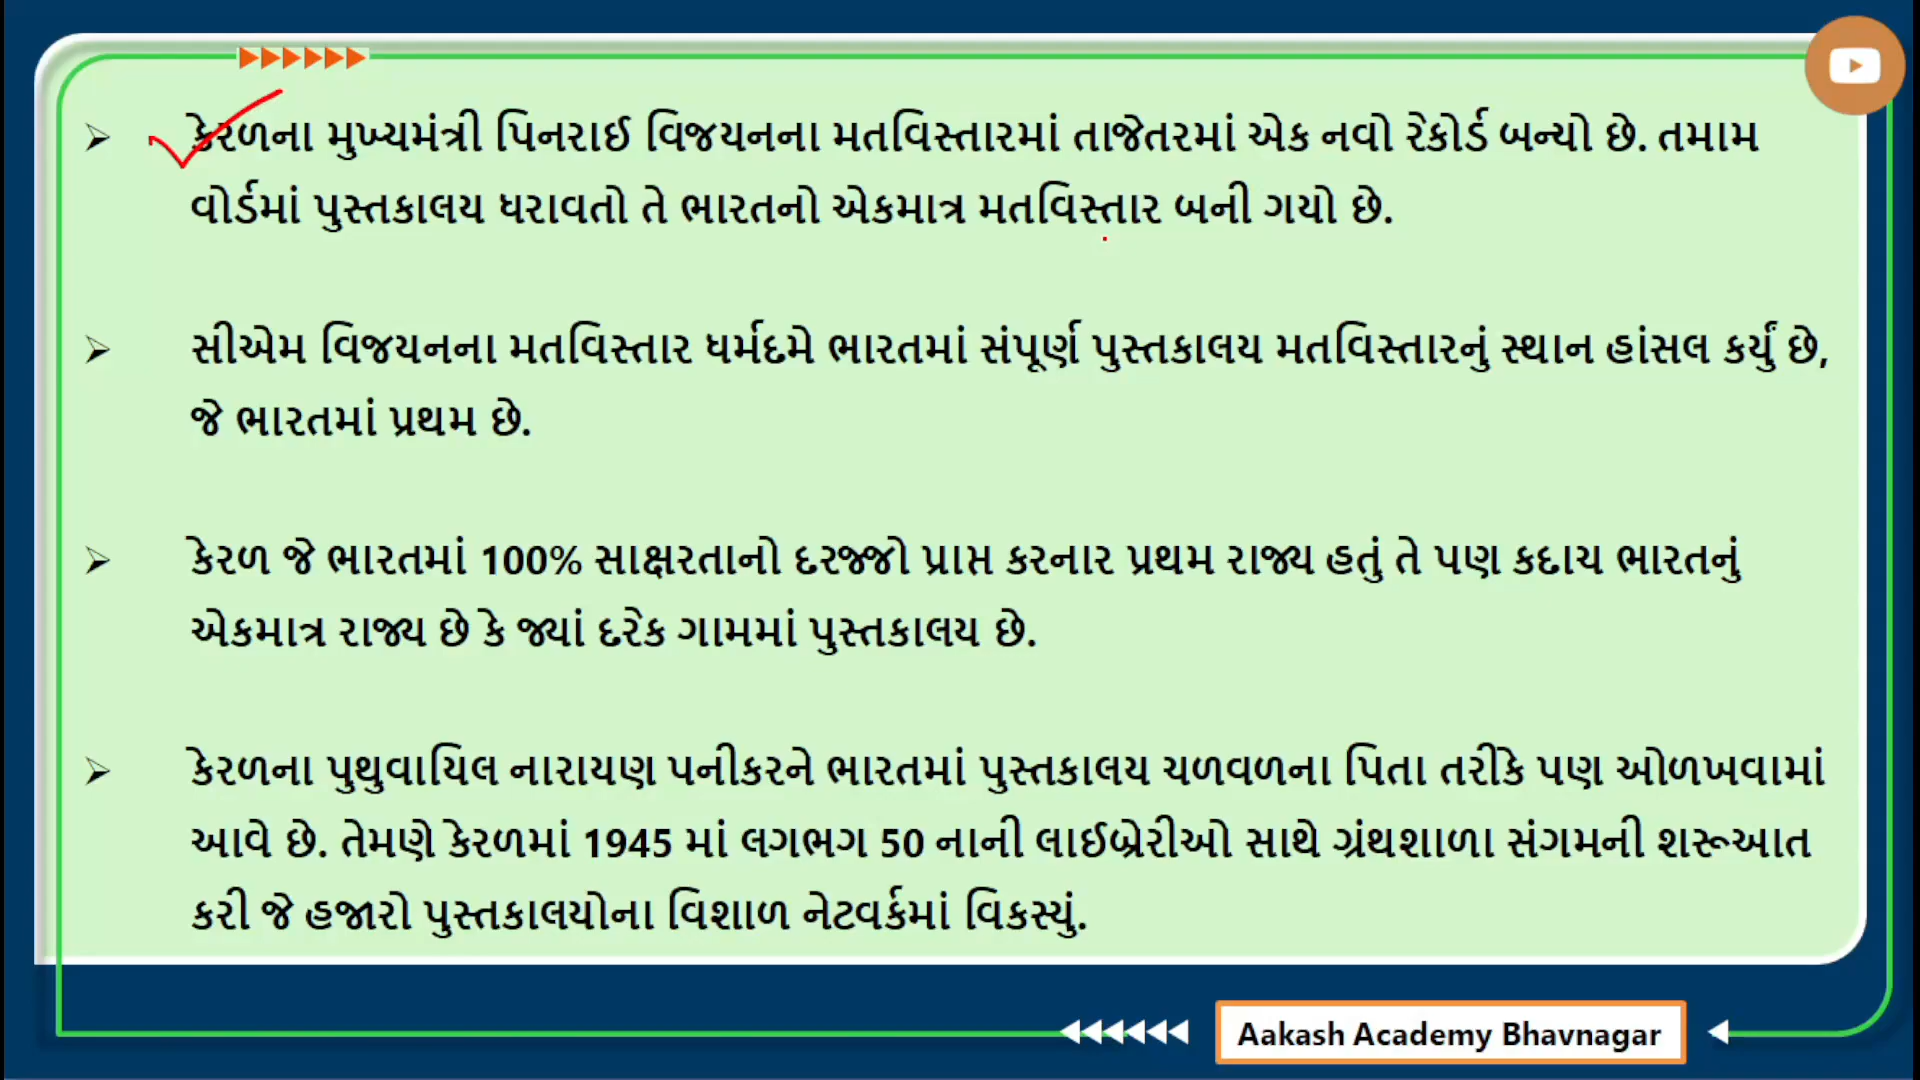 ➢ કેરળના મુખ્યમંત્રી પિનરાઈ વિજયનના મતવિસ્તારમાં તાજેતરમાં એક નવો રેકોર્ડ બન્યો છે. તમામ
વોર્ડમાં પુસ્તકાલય ધરાવતો તે ભારતનો એકમાત્ર મતવિસ્તાર બની ગયો છે.
➢ સીએમ વિજયનના મતવિસ્તાર ધર્મદમે ભારતમાં સંપૂર્ણ પુસ્તકાલય મતવિસ્તારનું સ્થાન હાંસલ કર્યું છે,
જે ભારતમાં પ્રથમ છે.
➢ કેરળ જે ભારતમાં 100% સાક્ષરતાનો દરજ્જો પ્રાપ્ત કરનાર પ્રથમ રાજ્ય હતું તે પણ કદાચ ભારતનું
એકમાત્ર રાજ્ય છે કે જ્યાં દરેક ગામમાં પુસ્તકાલય છે.
➢ કેરળના પુથુવાયિલ નારાયણ પનીકરને ભારતમાં પુસ્તકાલય ચળવળના પિતા તરીકે પણ ઓળખવામાં
આવે છે. તેમણે કેરળમાં 1945 માં લગભગ 50 નાની લાઈબ્રેરીઓ સાથે ગ્રંથશાળા સંગમની શરૂઆત
કરી જે હજારો પુસ્તકાલયોના વિશાળ નેટવર્કમાં વિકસ્યું.
Aakash Academy Bhavnagar